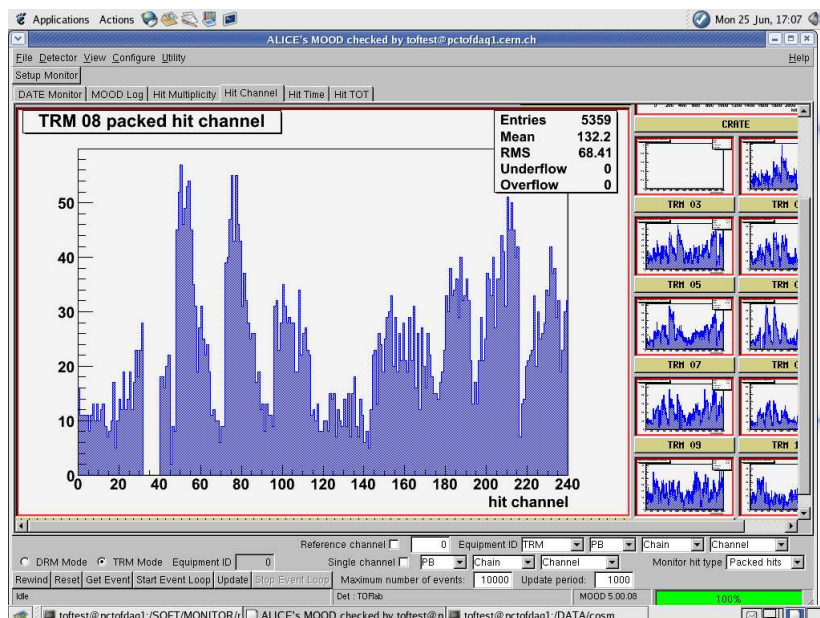 Applications Actions Mon 25 Jun, 17:07
ALICE's MOOD checked by toftest@pctofdaq1.cern.ch
File Detector View Configure Utility Help
Setup Monitor
DATE Monitor MOOD Log Hit Multiplicity Hit Channel Hit Time Hit TOT
TRM 08 packed hit channel
Entries 5359
Mean 132.2
RMS 68.41
Underflow 0
Overflow 0
50
40
30
20
10
0
0 20 40 60 80 100 120 140 160 180 200 220 240
hit channel
CRATE
TRM 03 TRM
TRM 05 TRM
TRM 07 TRM
TRM 09 TRM 1
Reference channel 0 Equipment ID TRM PB Chain Channel
DRM Mode TRM Mode Equipment ID 0 Single channel PB Chain Channel Monitor hit type Packed hits
Rewind Reset Get Event Start Event Loop Update Stop Event Loop Maximum number of events: 10000 Update period: 1000
Idle Det : TOFlab MOOD 5.00.08 100%
toftest@pctofdaq1:/SOFT/MONITOR/r ALICE's MOOD checked by toftest@p toftest@pctofdaq1:/DATA/cosm